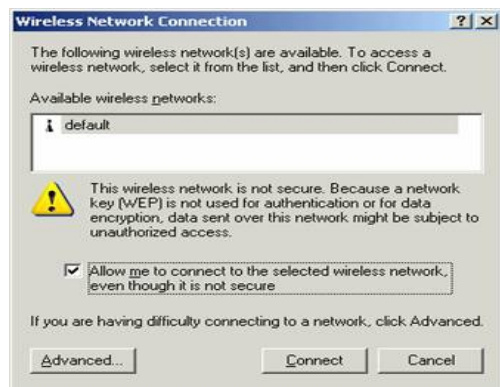 Wireless Network Connection
The following wireless network(s) are available. To access a
wireless network, select it from the list, and then click Connect.
Available wireless networks:
default
This wireless network is not secure. Because a network
key (WEP) is not used for authentication or for data
encryption, data sent over this network might be subject to
unauthorized access.
Allow me to connect to the selected wireless network,
even though it is not secure
If you are having difficulty connecting to a network, click Advanced.
Advanced... Connect Cancel